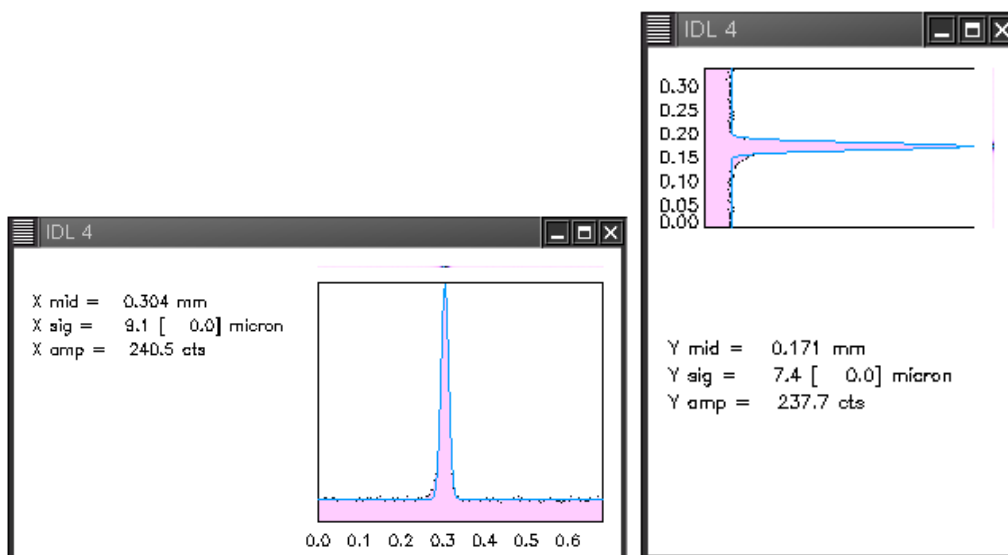 IDL 4
X mid = 0.304 mm
X sig = 9.1 [ 0.0] micron
X amp = 240.5 cts
0.0 0.1 0.2 0.3 0.4 0.5 0.6
IDL 4
0.30
0.25
0.20
0.15
0.10
0.05
0.00
Y mid = 0.171 mm
Y sig = 7.4 [ 0.0] micron
Y amp = 237.7 cts